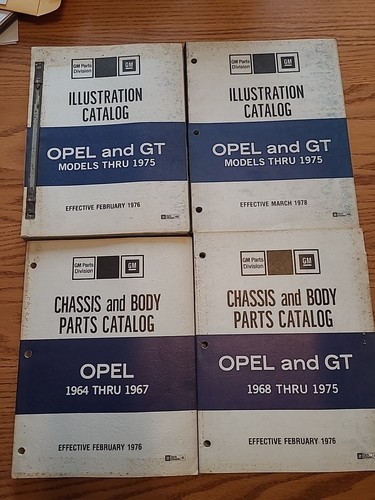 GM Parts
Division
GM
ILLUSTRATION
CATALOG
OPEL and GT
MODELS THRU 1975
EFFECTIVE FEBRUARY 1976
GM Parts
Division
GM
ILLUSTRATION
CATALOG
OPEL and GT
MODELS THRU 1975
EFFECTIVE MARCH 1978
GM Parts
Division
GM
CHASSIS and BODY
PARTS CATALOG
OPEL
1964 THRU 1967
EFFECTIVE FEBRUARY 1976
GM Parts
Division
GM
CHASSIS and BODY
PARTS CATALOG
OPEL and GT
1968 THRU 1975
EFFECTIVE FEBRUARY 1976